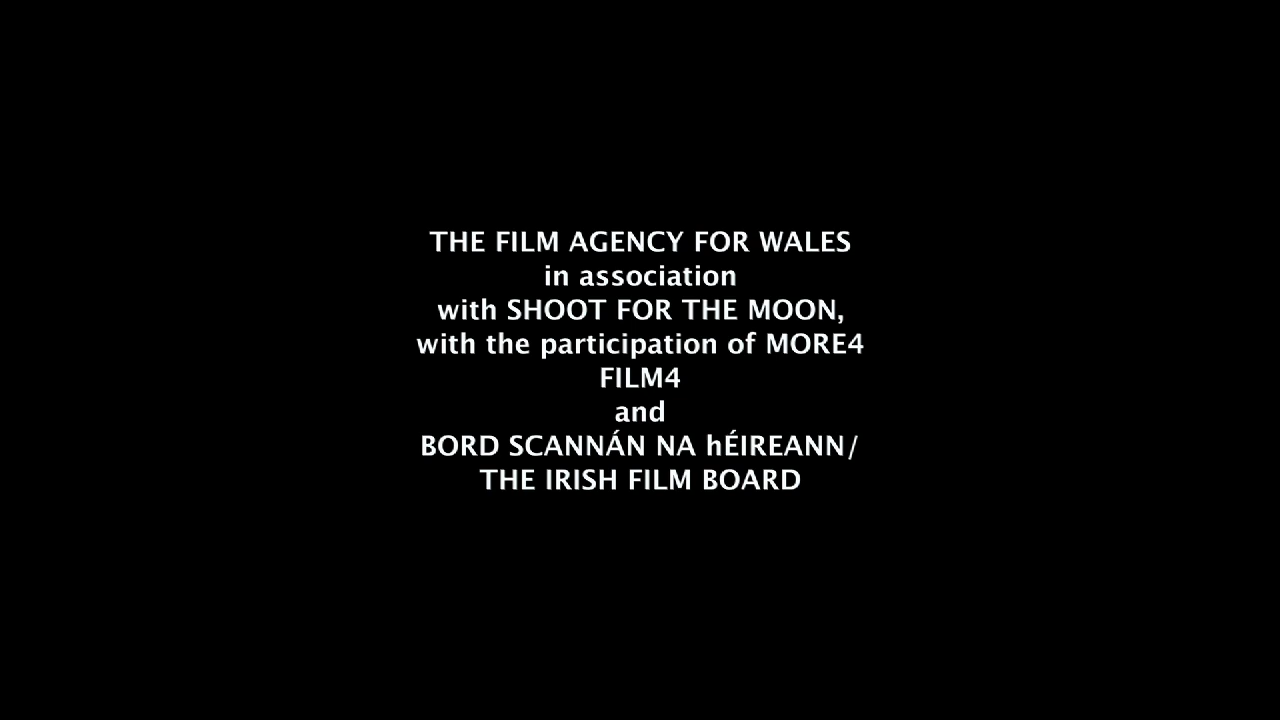 THE FILM AGENCY FOR WALES
in association
with SHOOT FOR THE MOON,
with the participation of MORE4
FILM4
and
BORD SCANNÁN NA hÉIREANN/
THE IRISH FILM BOARD